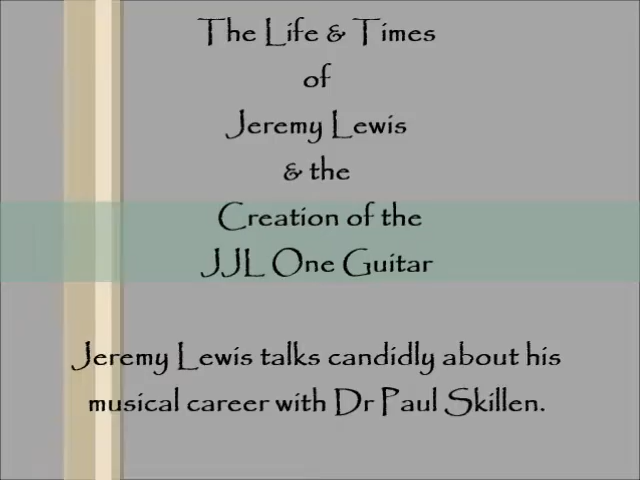 The Life & Times
of
Jeremy Lewis
& the
Creation of the
JJL One Guitar
Jeremy Lewis talks candidly about his
musical career with Dr Paul Skillen.